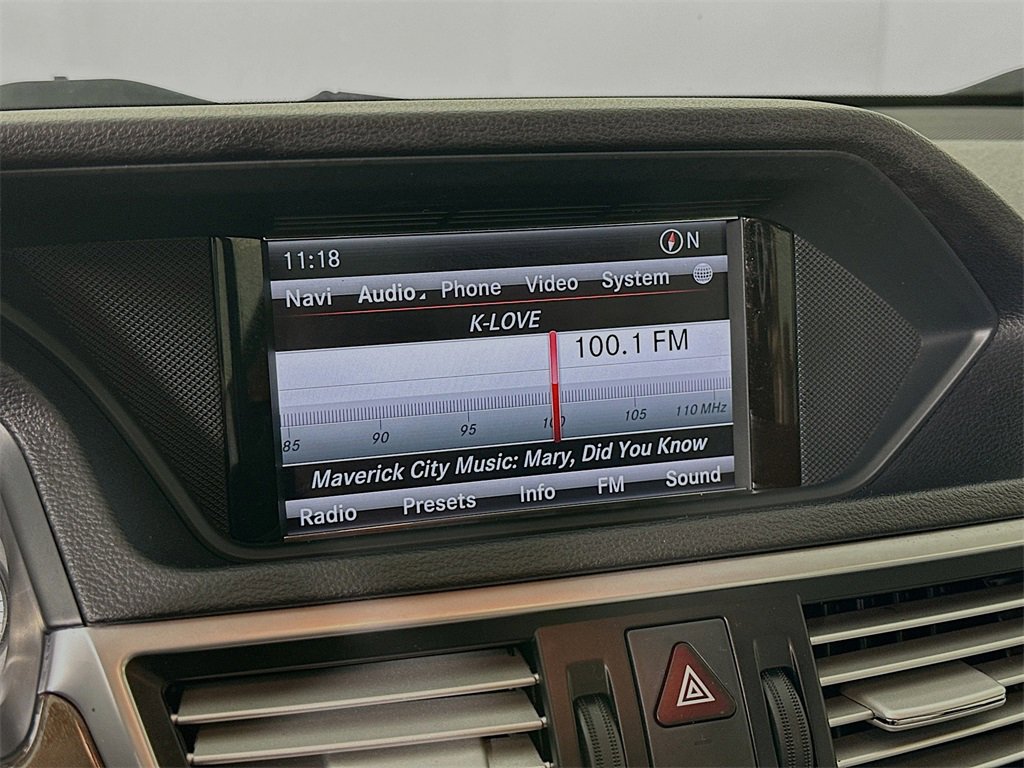 11:18 N
Navi Audio Phone Video System
K-LOVE
100.1 FM
85 90 95 100 105 110 MHz
Maverick City Music: Mary, Did You Know
Radio Presets Info FM Sound